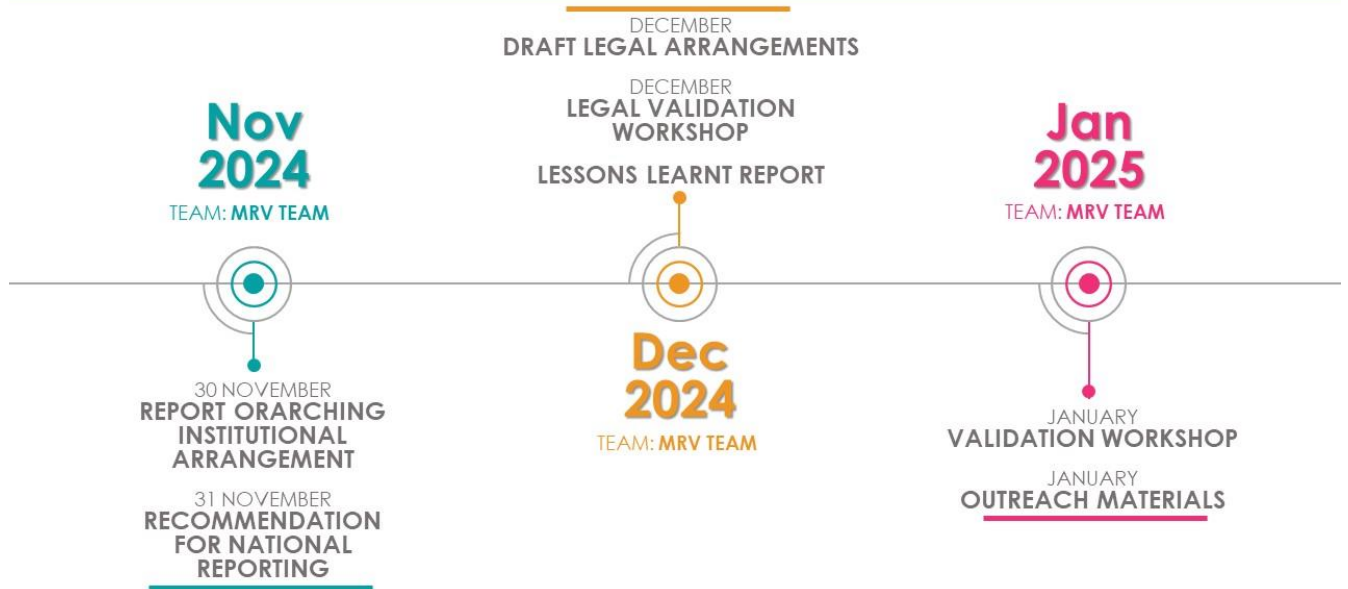 Nov
2024
TEAM: MRV TEAM
30 NOVEMBER
REPORT ORARCHING
INSTITUTIONAL
ARRANGEMENT
31 NOVEMBER
RECOMMENDATION
FOR NATIONAL
REPORTING
DECEMBER
DRAFT LEGAL ARRANGEMENTS
DECEMBER
LEGAL VALIDATION
WORKSHOP
LESSONS LEARNT REPORT
Dec
2024
TEAM: MRV TEAM
Jan
2025
TEAM: MRV TEAM
JANUARY
VALIDATION WORKSHOP
JANUARY
OUTREACH MATERIALS